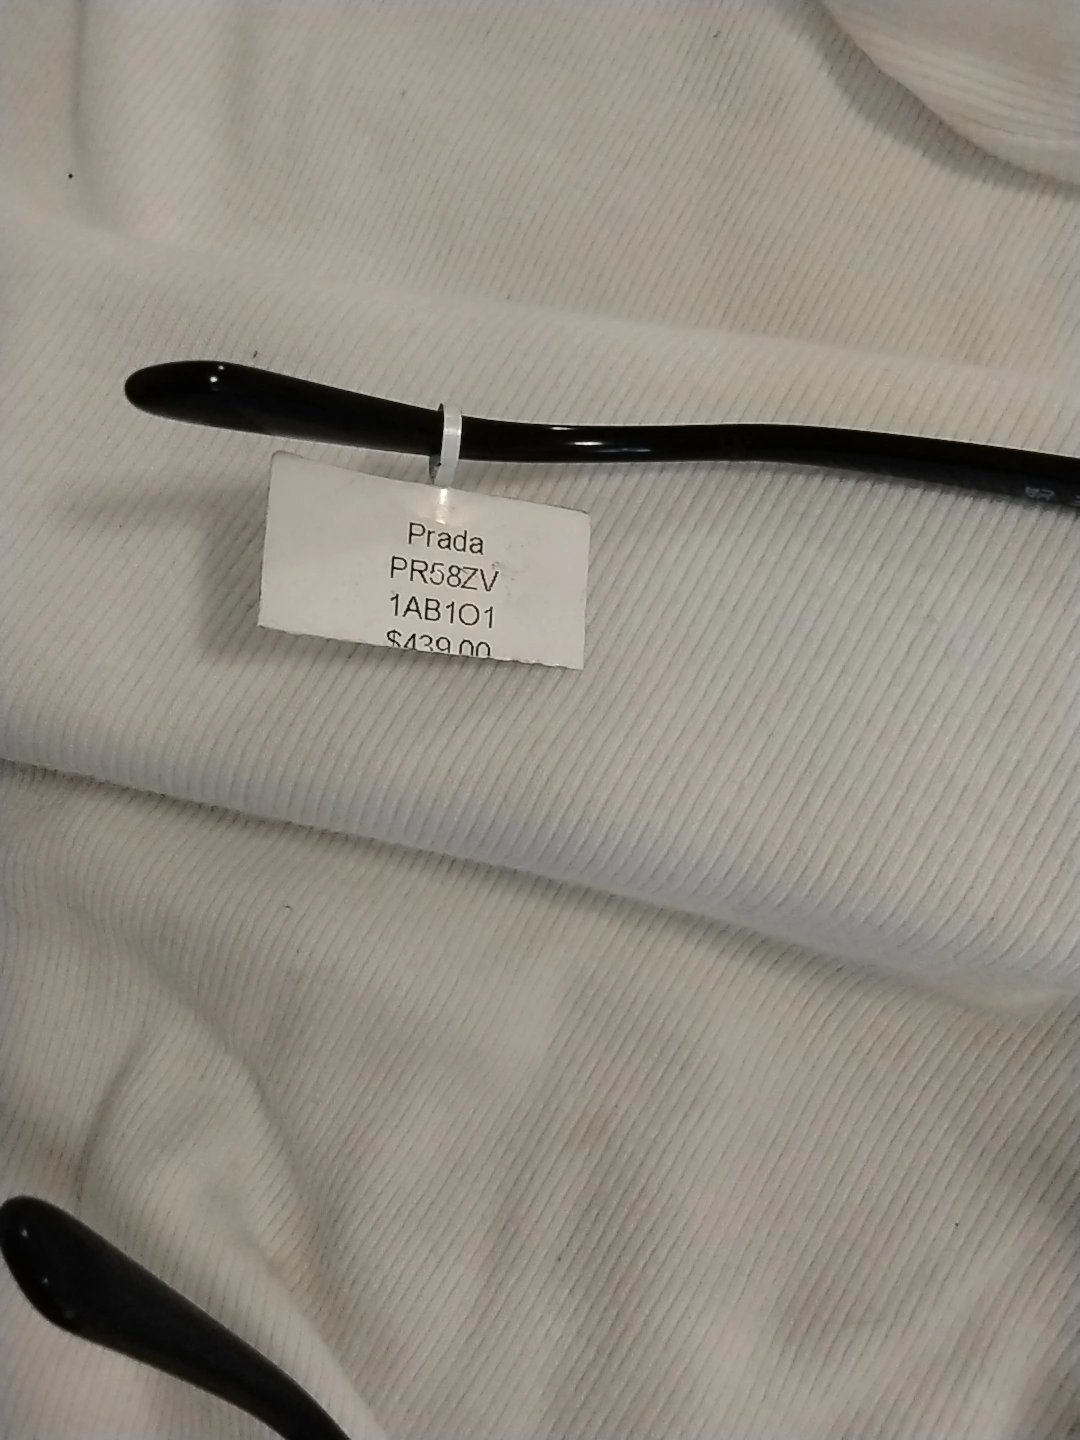 Prada
PR58ZV
1AB1O1
$439.00